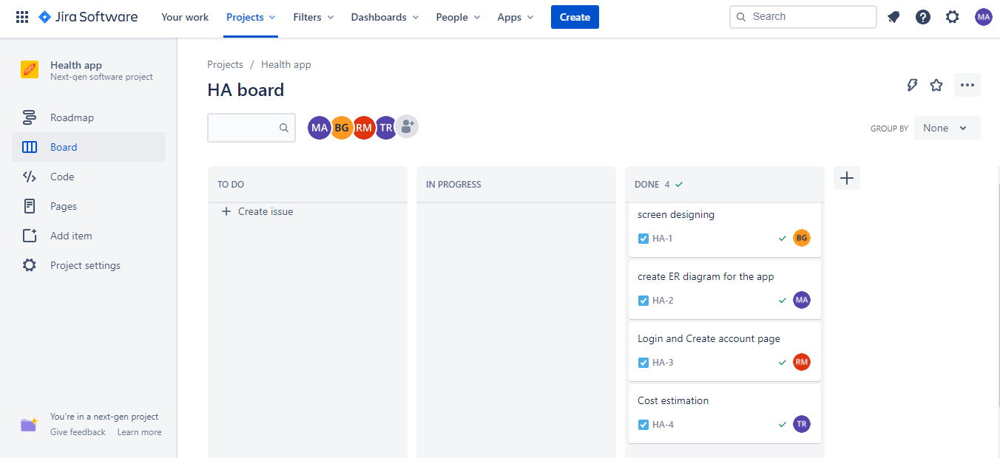 Jira Software Your work Projects Filters Dashboards People Apps Create Search MA
Health app
Next-gen software project
Roadmap
Board
Code
Pages
Add item
Project settings
You're in a next-gen project
Give feedback Learn more
Projects / Health app
HA board
MA BG RM TR
GROUP BY None
TO DO
+ Create issue
IN PROGRESS
DONE 4
screen designing
HA-1 BG
create ER diagram for the app
HA-2 MA
Login and Create account page
HA-3 RM
Cost estimation
HA-4 TR